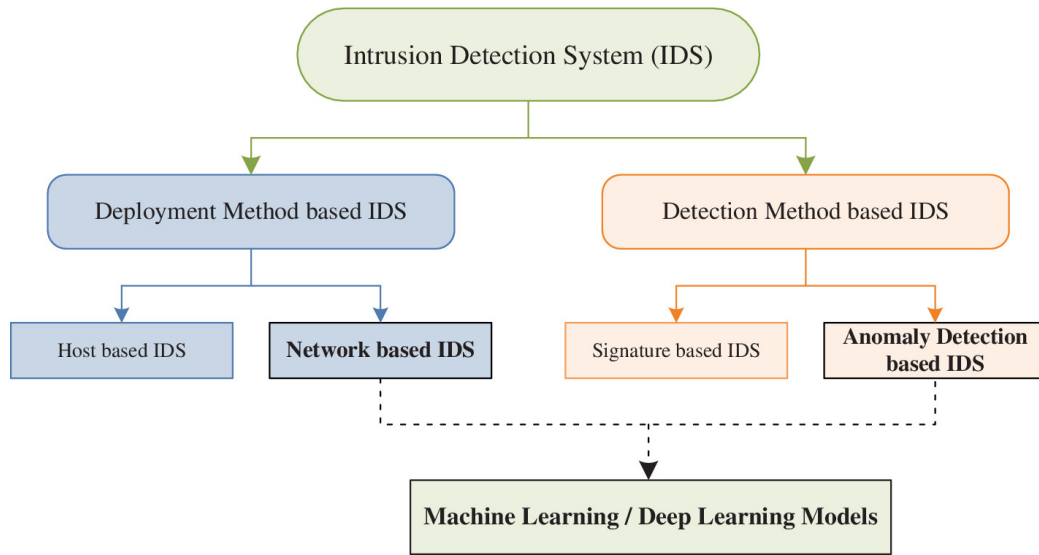 Intrusion Detection System (IDS)
Deployment Method based IDS
Detection Method based IDS
Host based IDS
Network based IDS
Signature based IDS
Anomaly Detection
based IDS
Machine Learning / Deep Learning Models